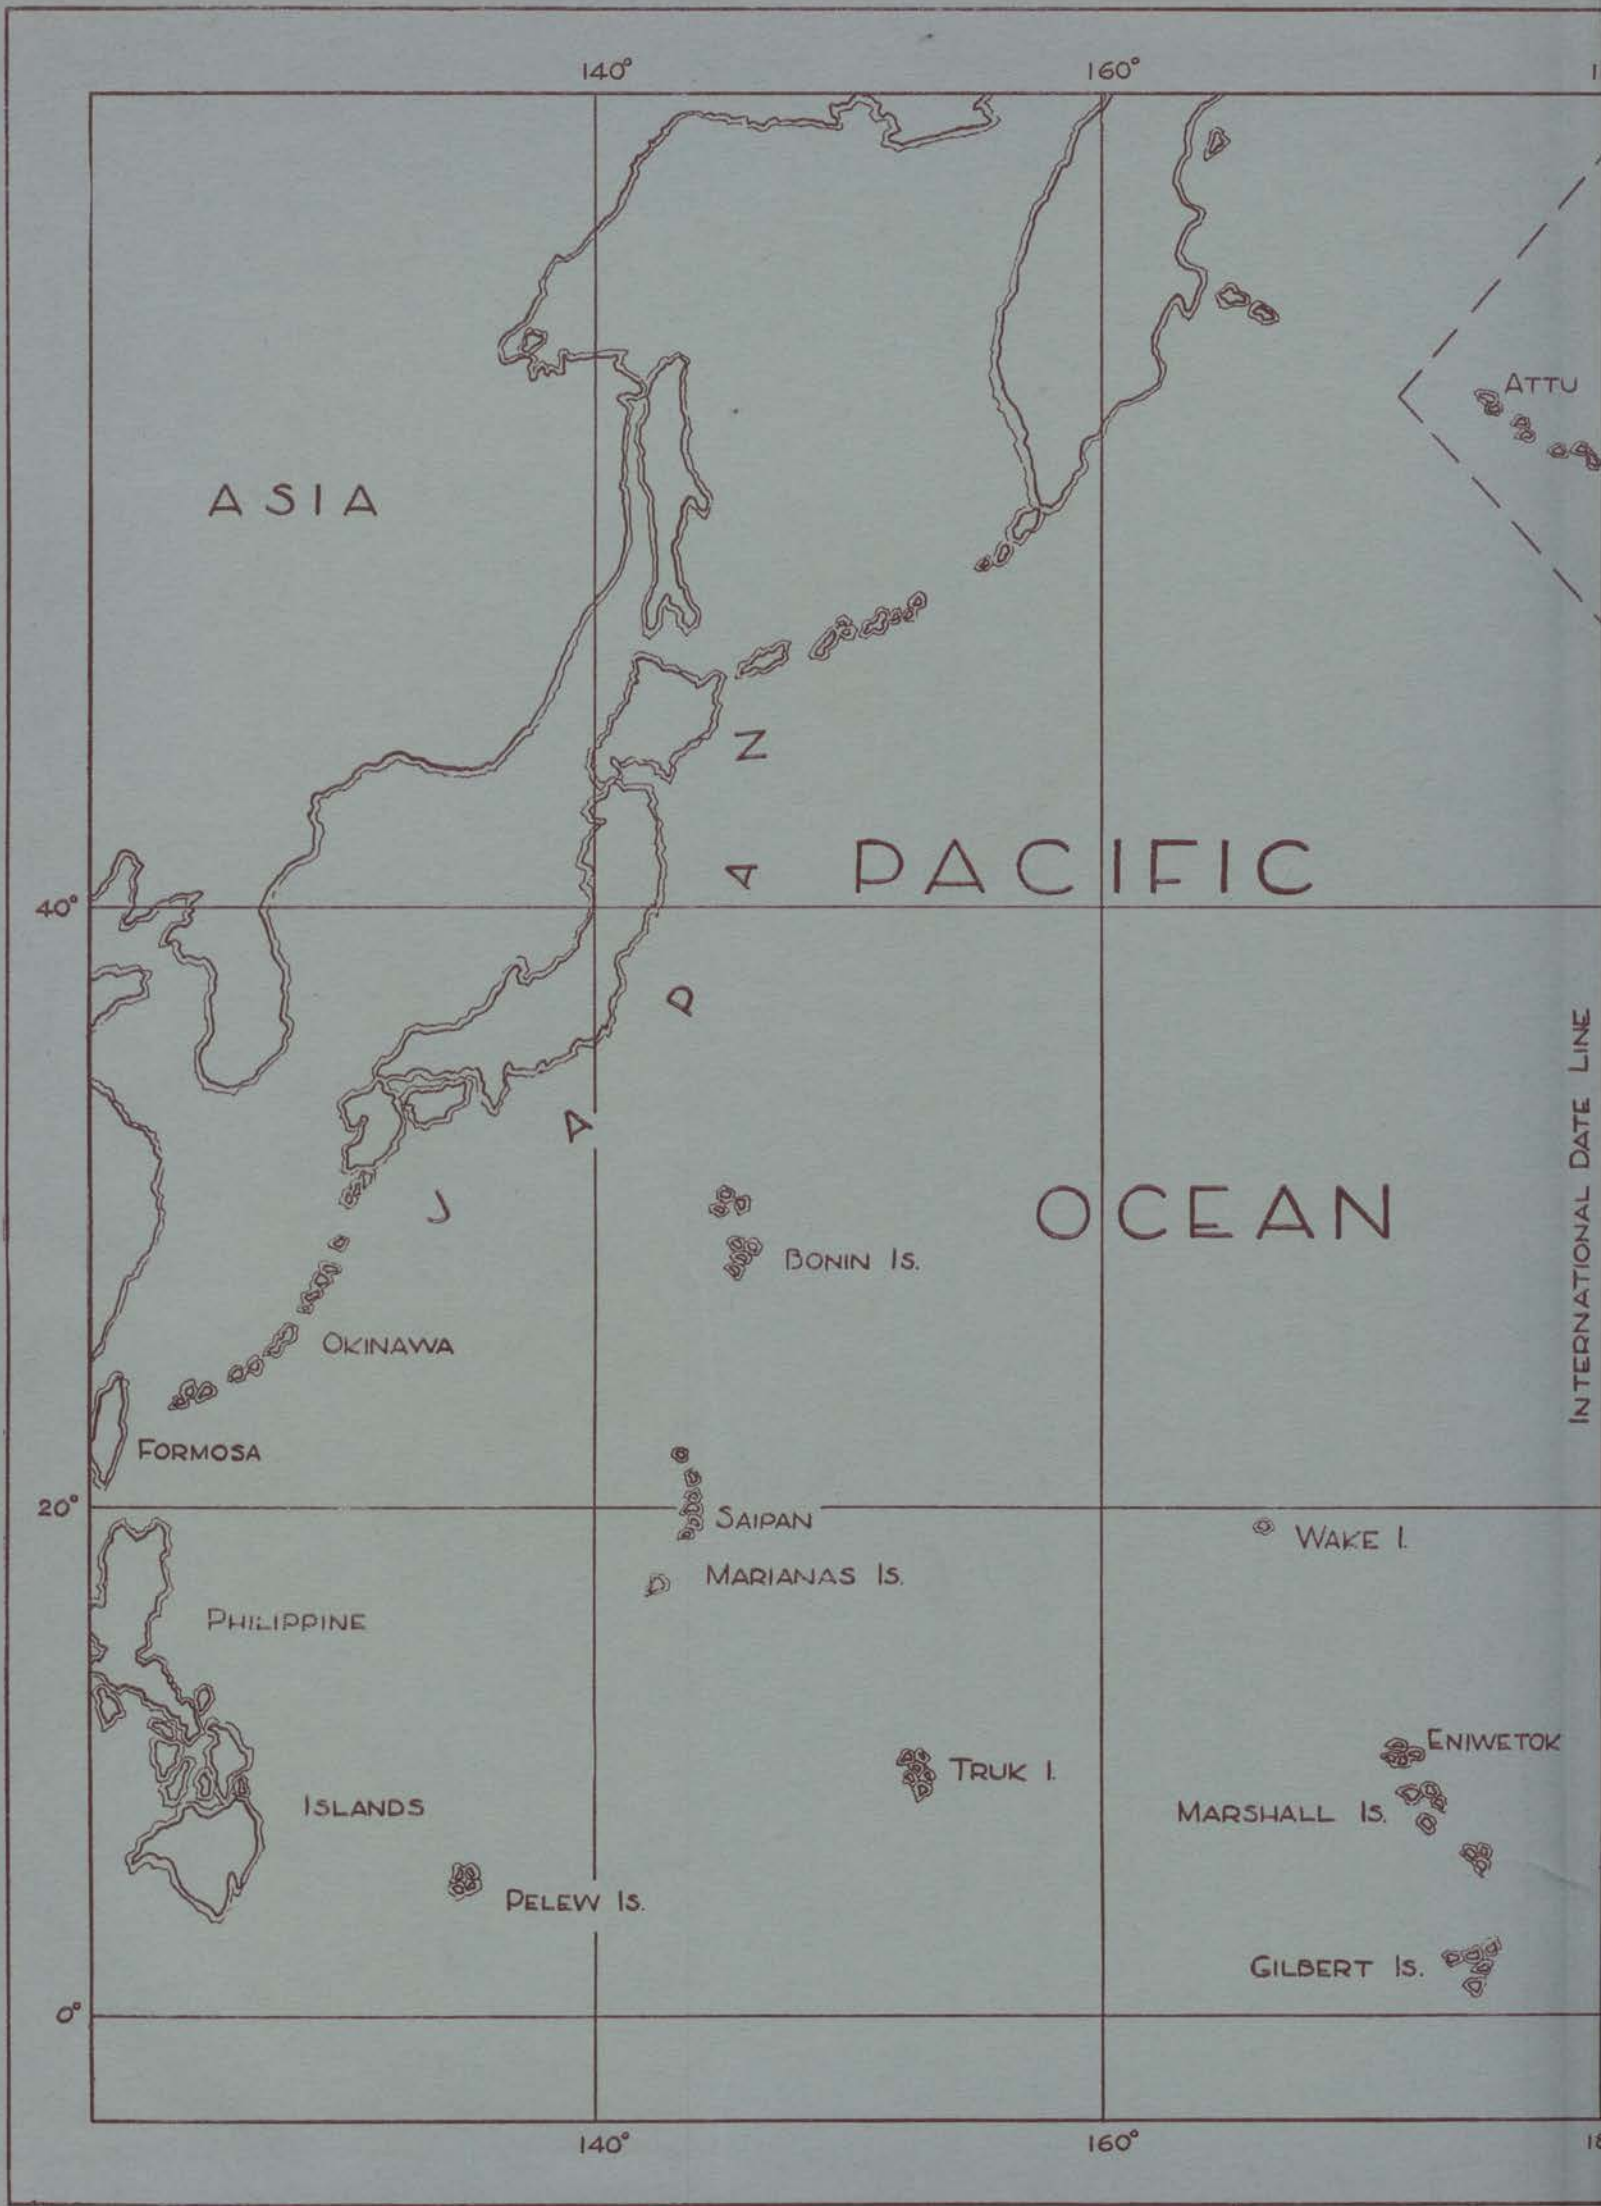 140° 160°
ATTU
ASIA
JAPAN
PACIFIC
40°
OCEAN
INTERNATIONAL DATE LINE
BONIN IS.
OKINAWA
FORMOSA
20°
SAIPAN
WAKE I.
MARIANAS IS.
PHILIPPINE
ENIWETOK
TRUK I.
ISLANDS
MARSHALL IS.
PELEW IS.
GILBERT IS.
0°
140° 160°